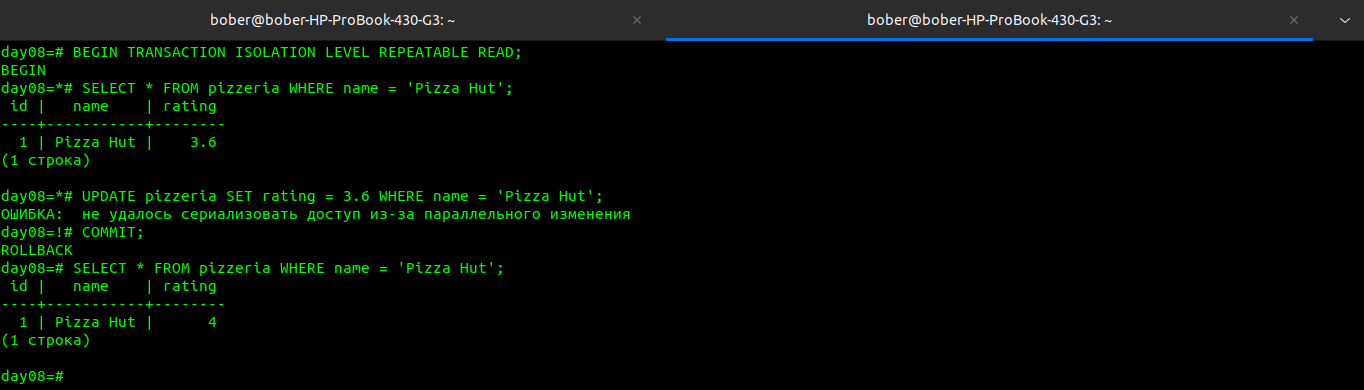 bober@bober-HP-ProBook-430-G3: ~
bober@bober-HP-ProBook-430-G3: ~
day08=# BEGIN TRANSACTION ISOLATION LEVEL REPEATABLE READ;
BEGIN
day08=*# SELECT * FROM pizzeria WHERE name = 'Pizza Hut';
 id |   name    | rating
----+-----------+--------
  1 | Pizza Hut |    3.6
(1 строка)
day08=*# UPDATE pizzeria SET rating = 3.6 WHERE name = 'Pizza Hut';
ОШИБКА:  не удалось сериализовать доступ из-за параллельного изменения
day08=!# COMMIT;
ROLLBACK
day08=# SELECT * FROM pizzeria WHERE name = 'Pizza Hut';
 id |   name    | rating
----+-----------+--------
  1 | Pizza Hut |      4
(1 строка)
day08=#